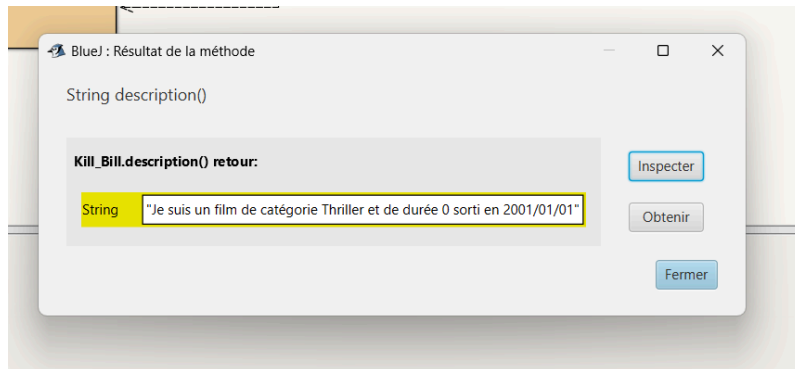 BlueJ : Résultat de la méthode
String description()
Kill_Bill.description() retour:
Inspecter
String "Je suis un film de catégorie Thriller et de durée 0 sorti en 2001/01/01"
Obtenir
Fermer